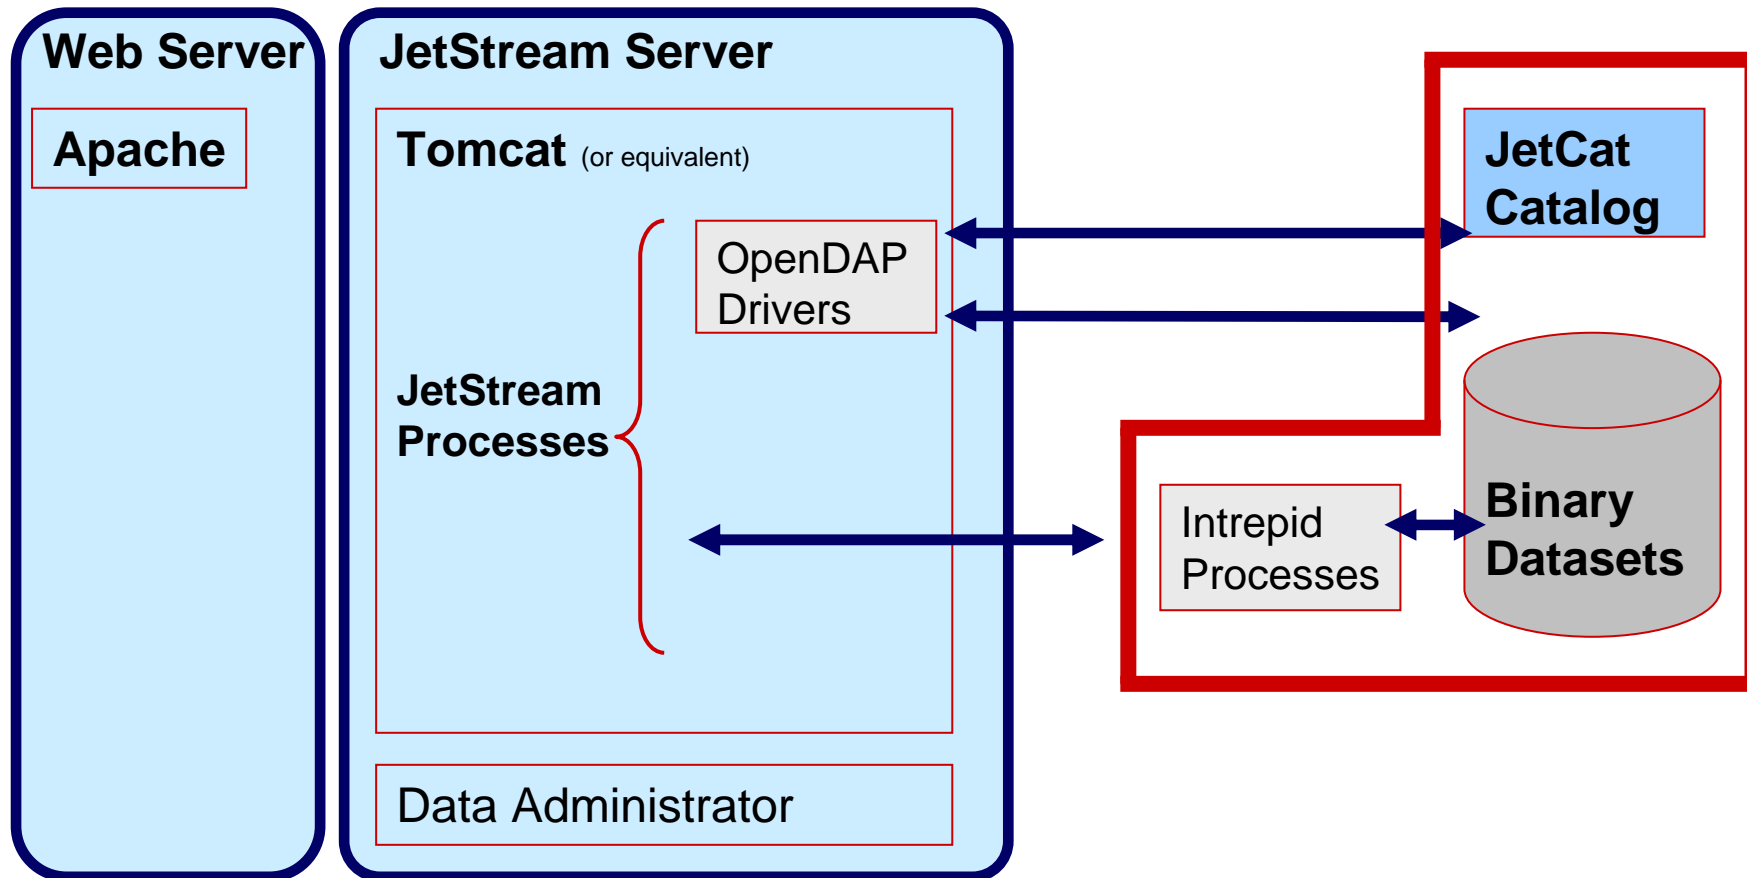 Web Server
JetStream Server
Apache
Tomcat (or equivalent)
JetCat
Catalog
OpenDAP
Drivers
JetStream
Processes
Intrepid
Processes
Binary
Datasets
Data Administrator